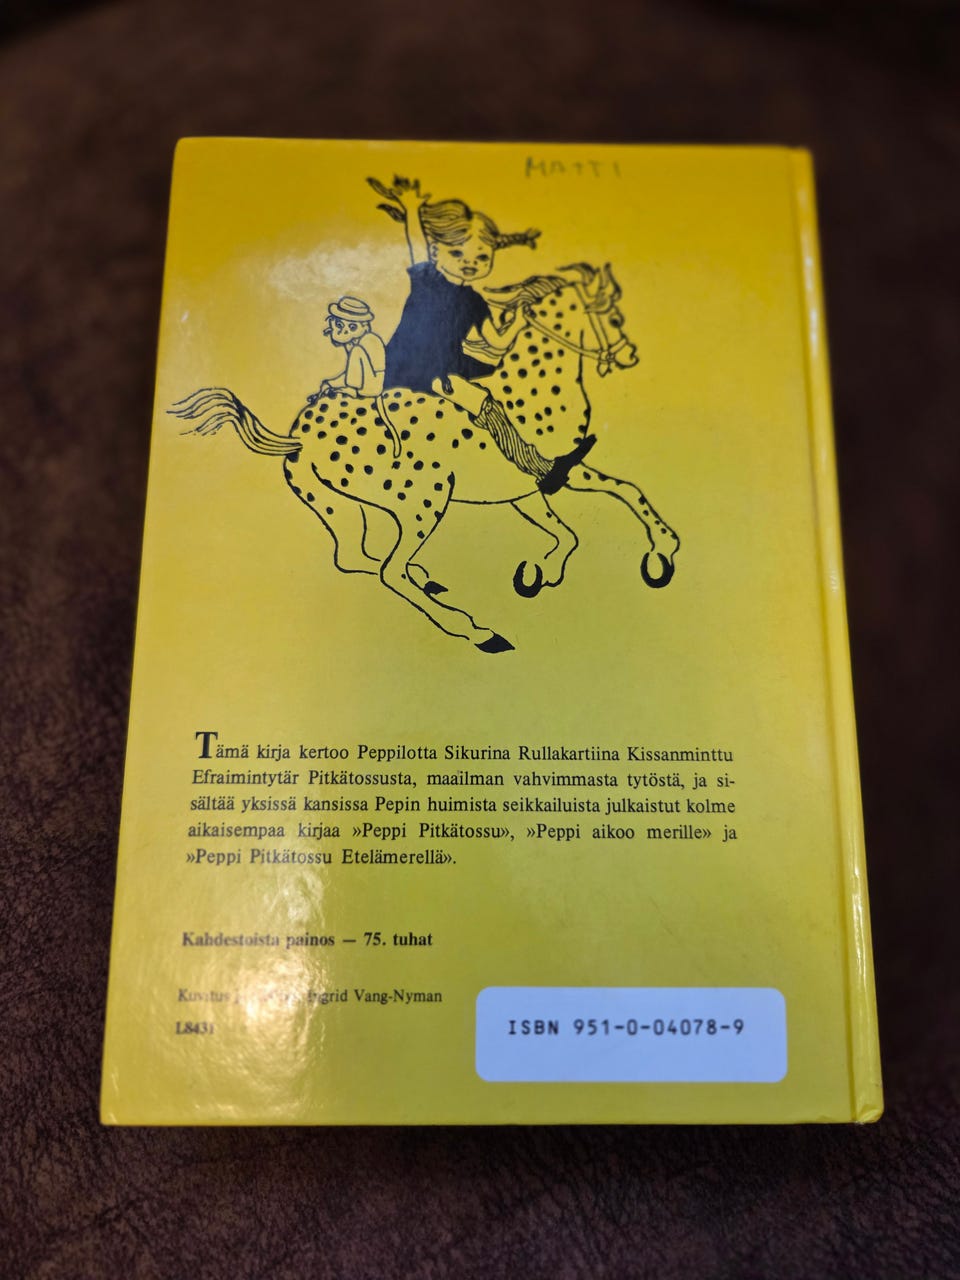 MATTI
Tämä kirja kertoo Peppilotta Sikurina Rullakartiina Kissanminttu
Efraimintytär Pitkätossusta, maailman vahvimmasta tytöstä, ja si-
sältää yksissä kansissa Pepin huimista seikkailuista julkaistut kolme
aikaisempaa kirjaa »Peppi Pitkätossu», »Peppi aikoo merille» ja
»Peppi Pitkätossu Etelämerellä».
Kahdestoista painos — 75. tuhat
Kuvitus Ingrid Vang-Nyman
L8431
ISBN 951-0-04078-9